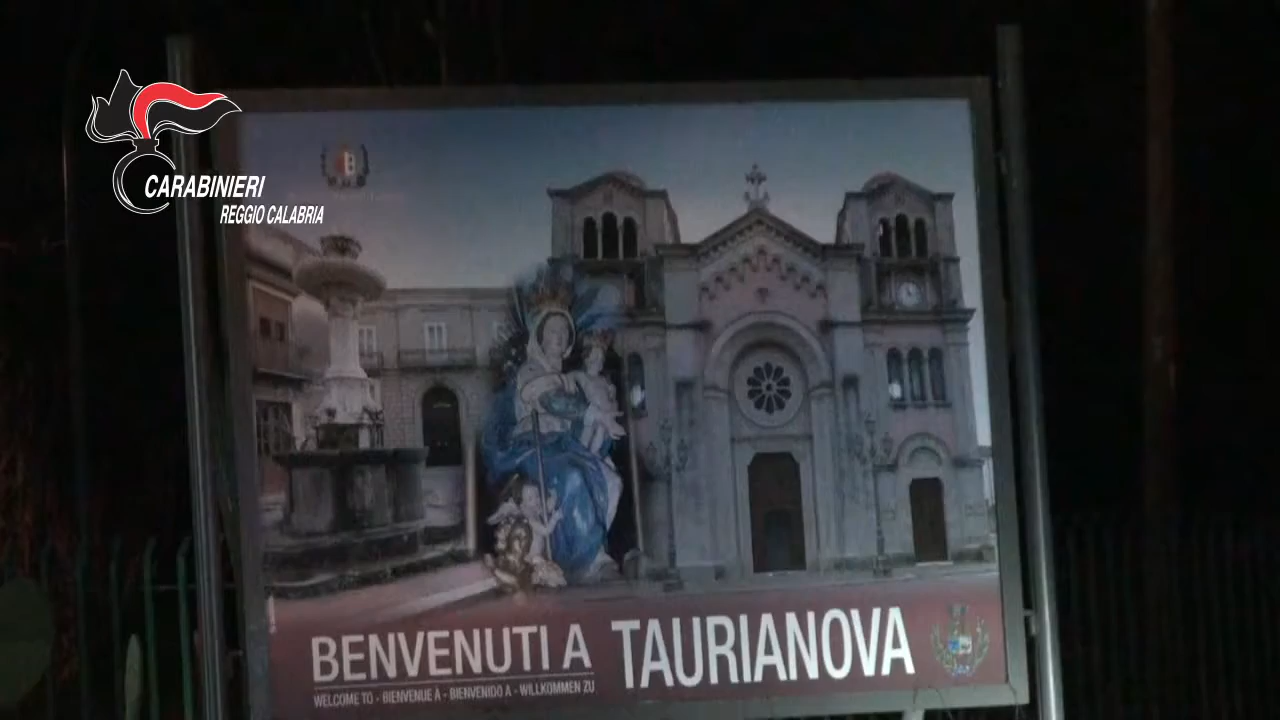 CARABINIERI
REGGIO CALABRIA
BENVENUTI A TAURIANOVA
WELCOME TO - BIENVENUE À - BIENVENIDO A - WILLKOMMEN ZU